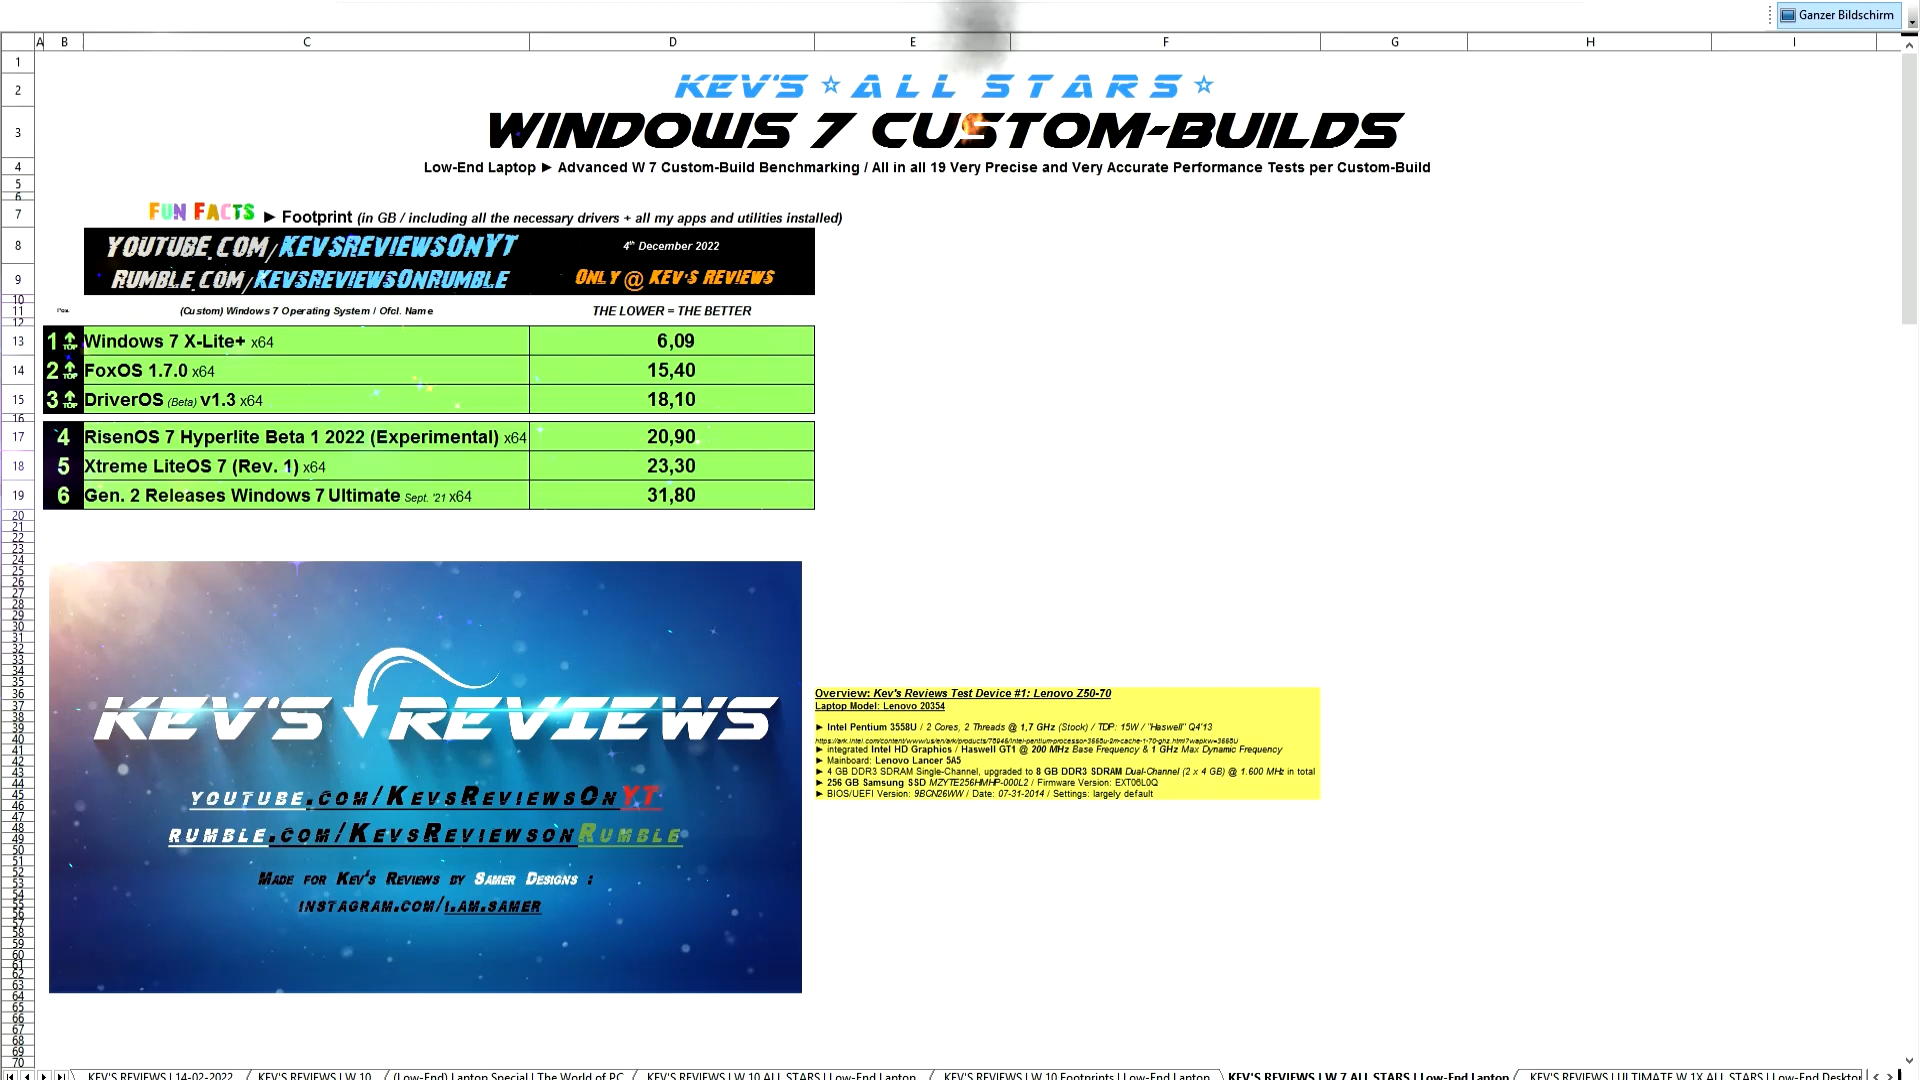 Ganzer Bildschirm
A B C D E F G H I
KEV'S ☆ ALL STARS ☆
WINDOWS 7 CUSTOM-BUILDS
Low-End Laptop ► Advanced W 7 Custom-Build Benchmarking / All in all 19 Very Precise and Very Accurate Performance Tests per Custom-Build
FUN FACTS ► Footprint (in GB / including all the necessary drivers + all my apps and utilities installed)
YOUTUBE.COM/KEVSREVIEWSONYT 4th December 2022
RUMBLE.COM/KEVSREVIEWSONRUMBLE ONLY @ KEV'S REVIEWS
Pos. (Custom) Windows 7 Operating System / Ofcl. Name THE LOWER = THE BETTER
1 TOP Windows 7 X-Lite+ x64 6,09
2 TOP FoxOS 1.7.0 x64 15,40
3 TOP DriverOS (Beta) v1.3 x64 18,10
4 RisenOS 7 Hyperlite Beta 1 2022 (Experimental) x64 20,90
5 Xtreme LiteOS 7 (Rev. 1) x64 23,30
6 Gen. 2 Releases Windows 7 Ultimate Sept. '21 x64 31,80
KEV'S REVIEWS
YOUTUBE.COM/KEVSREVIEWSONYT
RUMBLE.COM/KEVSREVIEWSONRUMBLE
MADE FOR KEV'S REVIEWS BY SAMER DESIGNS :
INSTAGRAM.COM/I.AM.SAMER
Overview: Kev's Reviews Test Device #1: Lenovo Z50-70
Laptop Model: Lenovo 20354
► Intel Pentium 3558U / 2 Cores, 2 Threads @ 1,7 GHz (Stock) / TDP: 15W / "Haswell" Q4'13
► integrated Intel HD Graphics / Haswell GT1 @ 200 MHz Base Frequency & 1 GHz Max Dynamic Frequency
► Mainboard: Lenovo Lancer 5A5
► 4 GB DDR3 SDRAM Single-Channel, upgraded to 8 GB DDR3 SDRAM Dual-Channel (2 x 4 GB) @ 1.600 MHz in total
► 256 GB Samsung SSD MZYTE256HMHP-000L2 / Firmware Version: EXT06L0Q
► BIOS/UEFI Version: 9BCN26WW / Date: 07-31-2014 / Settings: largely default
KEV'S REVIEWS | 14-02-2022 KEV'S REVIEWS | W 10 (Low-End) Laptop Special | The World of PC KEV'S REVIEWS | W 10 ALL STARS | Low-End Laptop KEV'S REVIEWS | W 10 Footprints | Low-End Laptop KEV'S REVIEWS | W 7 ALL STARS | Low-End Laptop KEV'S REVIEWS | ULTIMATE W 1X ALL STARS | Low-End Desktop